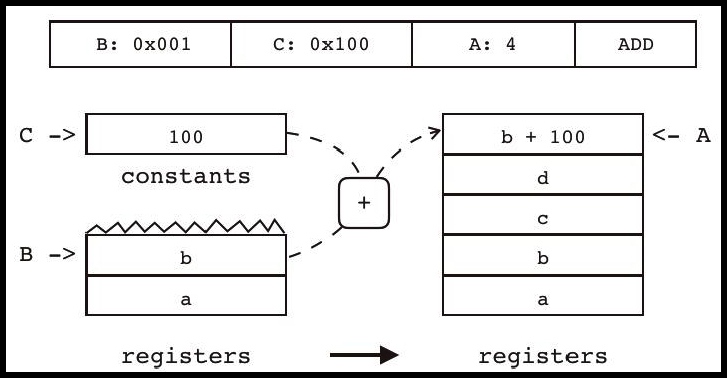 B: 0x001 C: 0x100 A: 4 ADD
C -> 100 b + 100 <- A
constants d
+
c
B -> b b
a a
registers registers